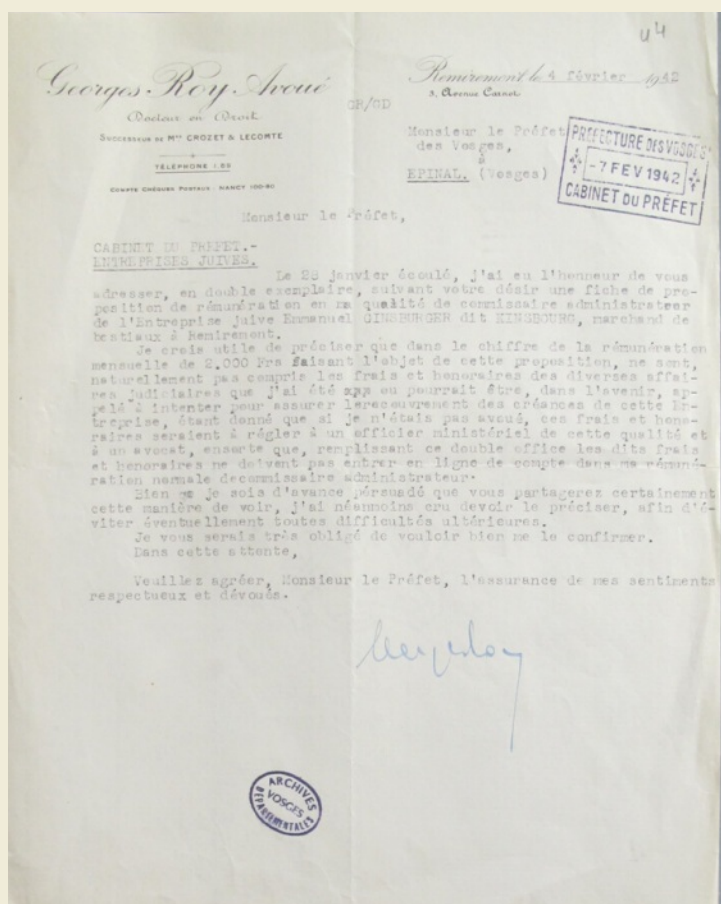 44
Georges Roy Avoué
Docteur en Droit
SUCCESSEUR DE Mes CROZET & LECOMTE
TÉLÉPHONE 1.55
COMPTE CHÈQUES POSTAUX : NANCY 100-80
Remiremont le 4 février 1942
3, Avenue Carnot
GR/GD
Monsieur le Préfet
des Vosges,
à
EPINAL. (Vosges)
PREFECTURE DES VOSGES
-7 FEV 1942
CABINET DU PRÉFET
Monsieur le Préfet,
CABINET DU PREFET.-
ENTREPRISES JUIVES.
Le 28 janvier écoulé, j'ai eu l'honneur de vous
adresser, en double exemplaire, suivant votre désir une fiche de pro-
position de rémunération en ma qualité de commissaire administrateur
de l'Entreprise juive Emmanuel GINSBURGER dit KINSBOURG, marchand de
bestiaux à Remiremont.
Je crois utile de préciser que dans le chiffre de la rémunération
mensuelle de 2.000 Frs faisant l'objet de cette proposition, ne sont,
naturellement pas compris les frais et honoraires des diverses affai-
res judiciaires que j'ai été ou pourrait être, dans l'avenir, ap-
pelé à intenter pour assurer lerecouvrement des créances de cette En-
treprise, étant donné que si je n'étais pas avoué, ces frais et hono-
raires seraient à régler à un officier ministériel de cette qualité et
à un avocat, ensorte que, remplissant ce double office les dits frais
et honoraires ne doivent pas entrer en ligne de compte dans ma rémuné-
ration normale decommissaire administrateur.
Bien je sois d'avance persuadé que vous partagerez certainement
cette manière de voir, j'ai néanmoins cru devoir le préciser, afin d'é-
viter éventuellement toutes difficultés ultérieures.
Je vous serais très obligé de vouloir bien me le confirmer.
Dans cette attente,
Veuillez agréer, Monsieur le Préfet, l'assurance de mes sentiments
respectueux et dévoués.
ARCHIVES
VOSGES
DÉPARTEMENTALES